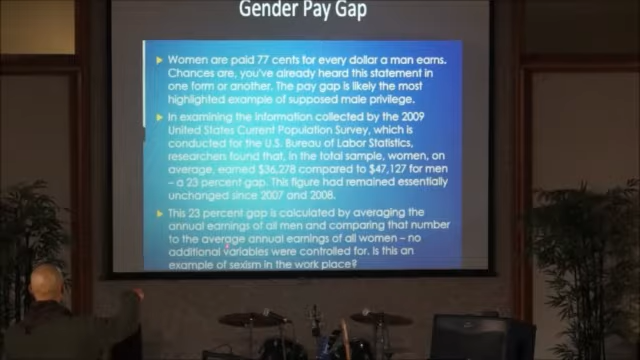 Gender Pay Gap
Women are paid 77 cents for every dollar a man earns.
Chances are, you've already heard this statement in
one form or another. The pay gap is likely the most
highlighted example of supposed male privilege.
In examining the information collected by the 2009
United States Current Population Survey, which is
conducted for the U.S. Bureau of Labor Statistics,
researchers found that, in the total sample, women, on
average, earned $36,278 compared to $47,127 for men
– a 23 percent gap. This figure had remained essentially
unchanged since 2007 and 2008.
This 23 percent gap is calculated by averaging the
annual earnings of all men and comparing that number
to the average annual earnings of all women – no
additional variables were controlled for. Is this an
example of sexism in the work place?